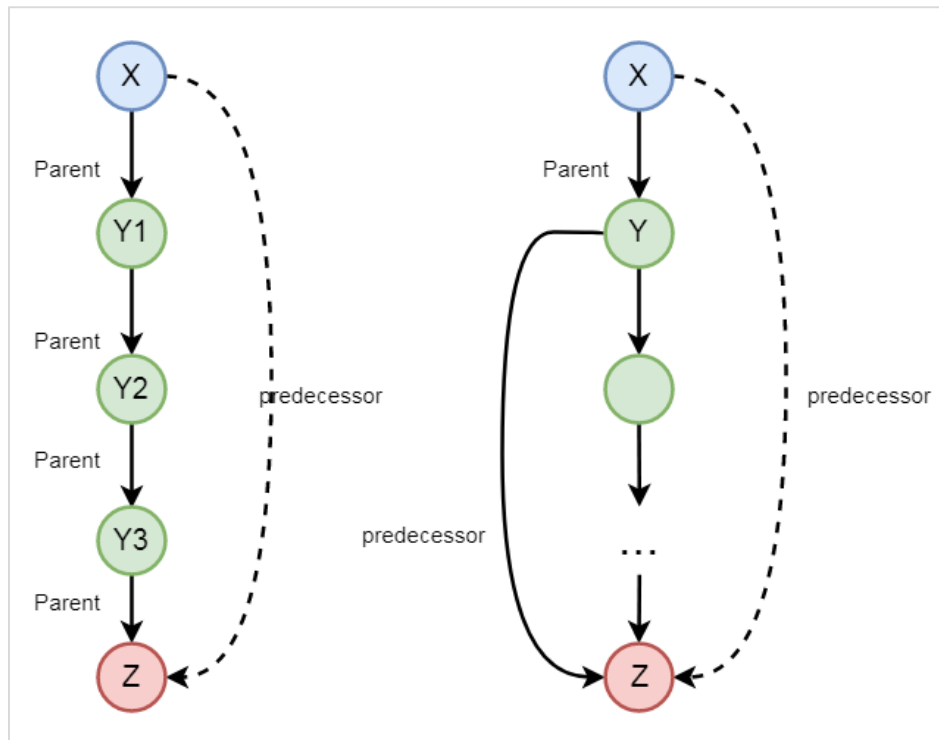 X
Parent
Y1
Parent
Y2
predecessor
Parent
Y3
Parent
Z
X
Parent
Y
predecessor
predecessor
...
Z